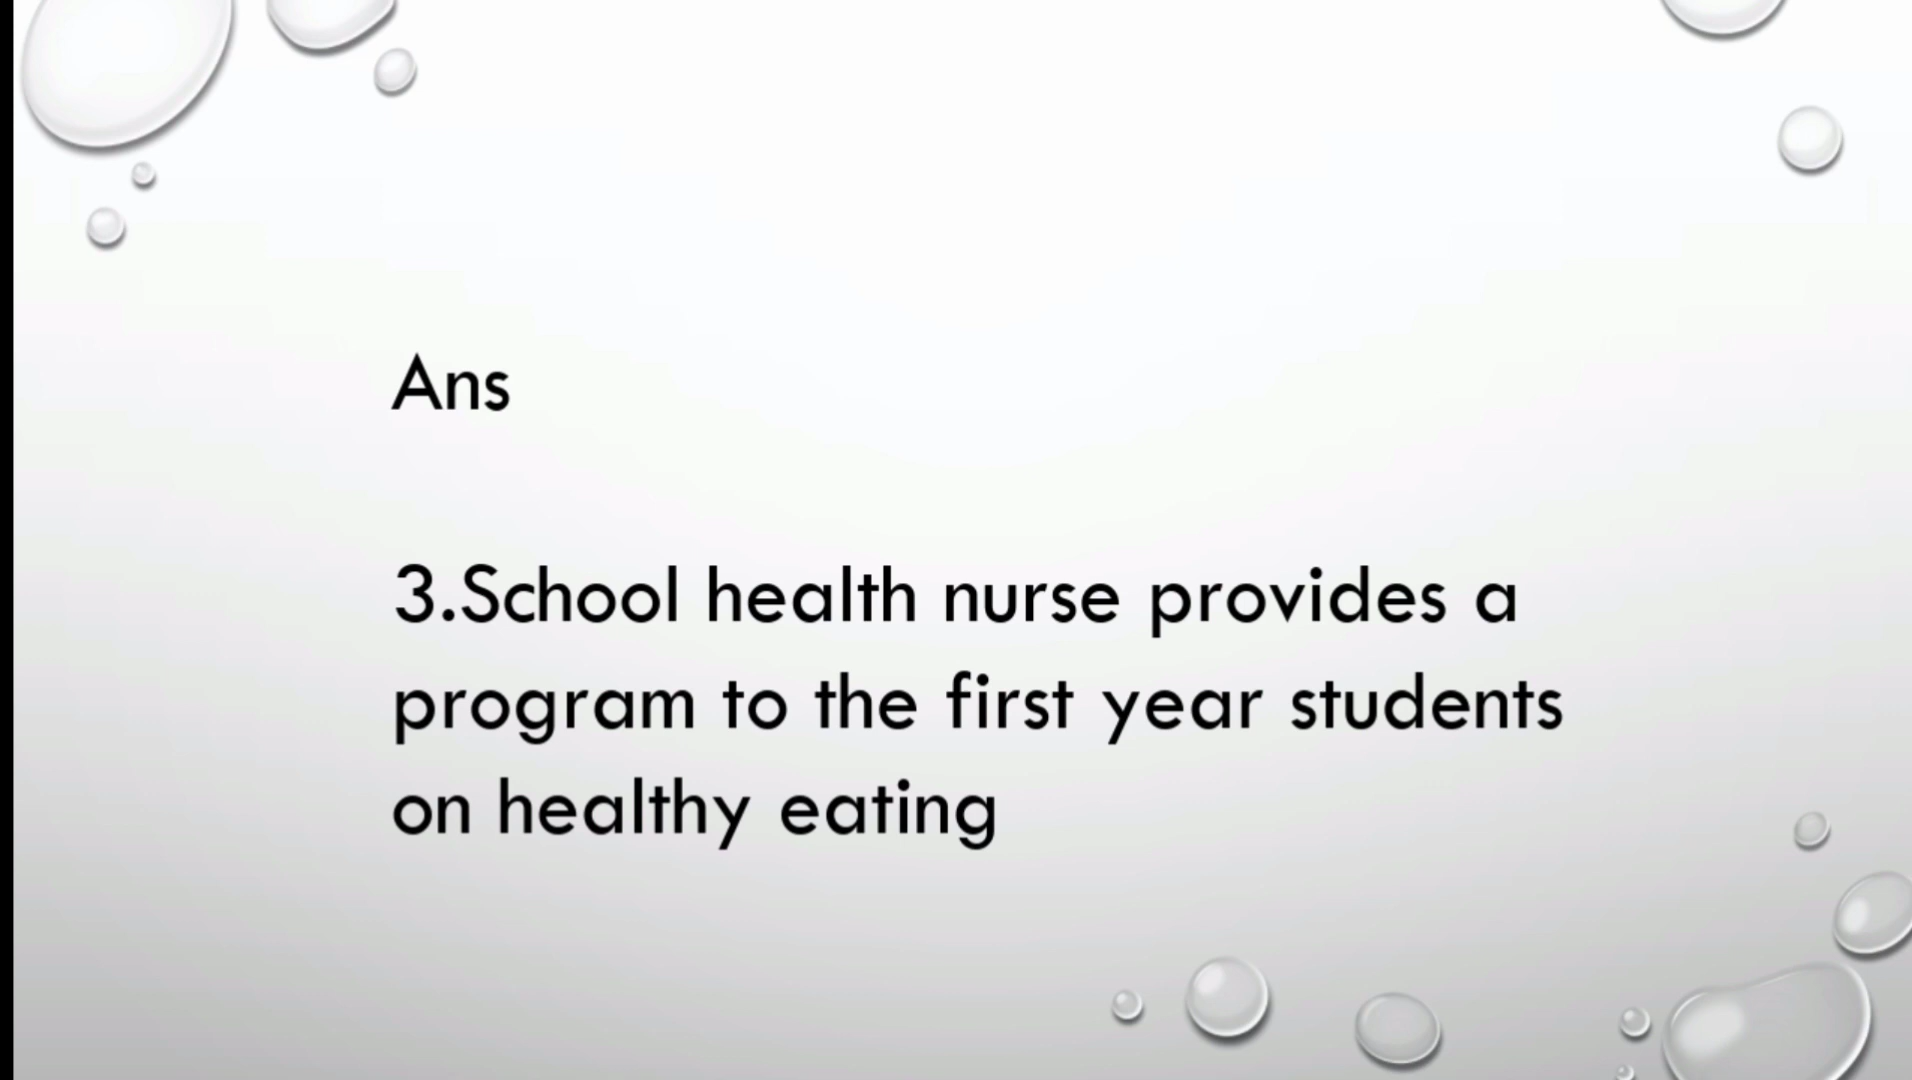 Ans
3.School health nurse provides a
program to the first year students
on healthy eating